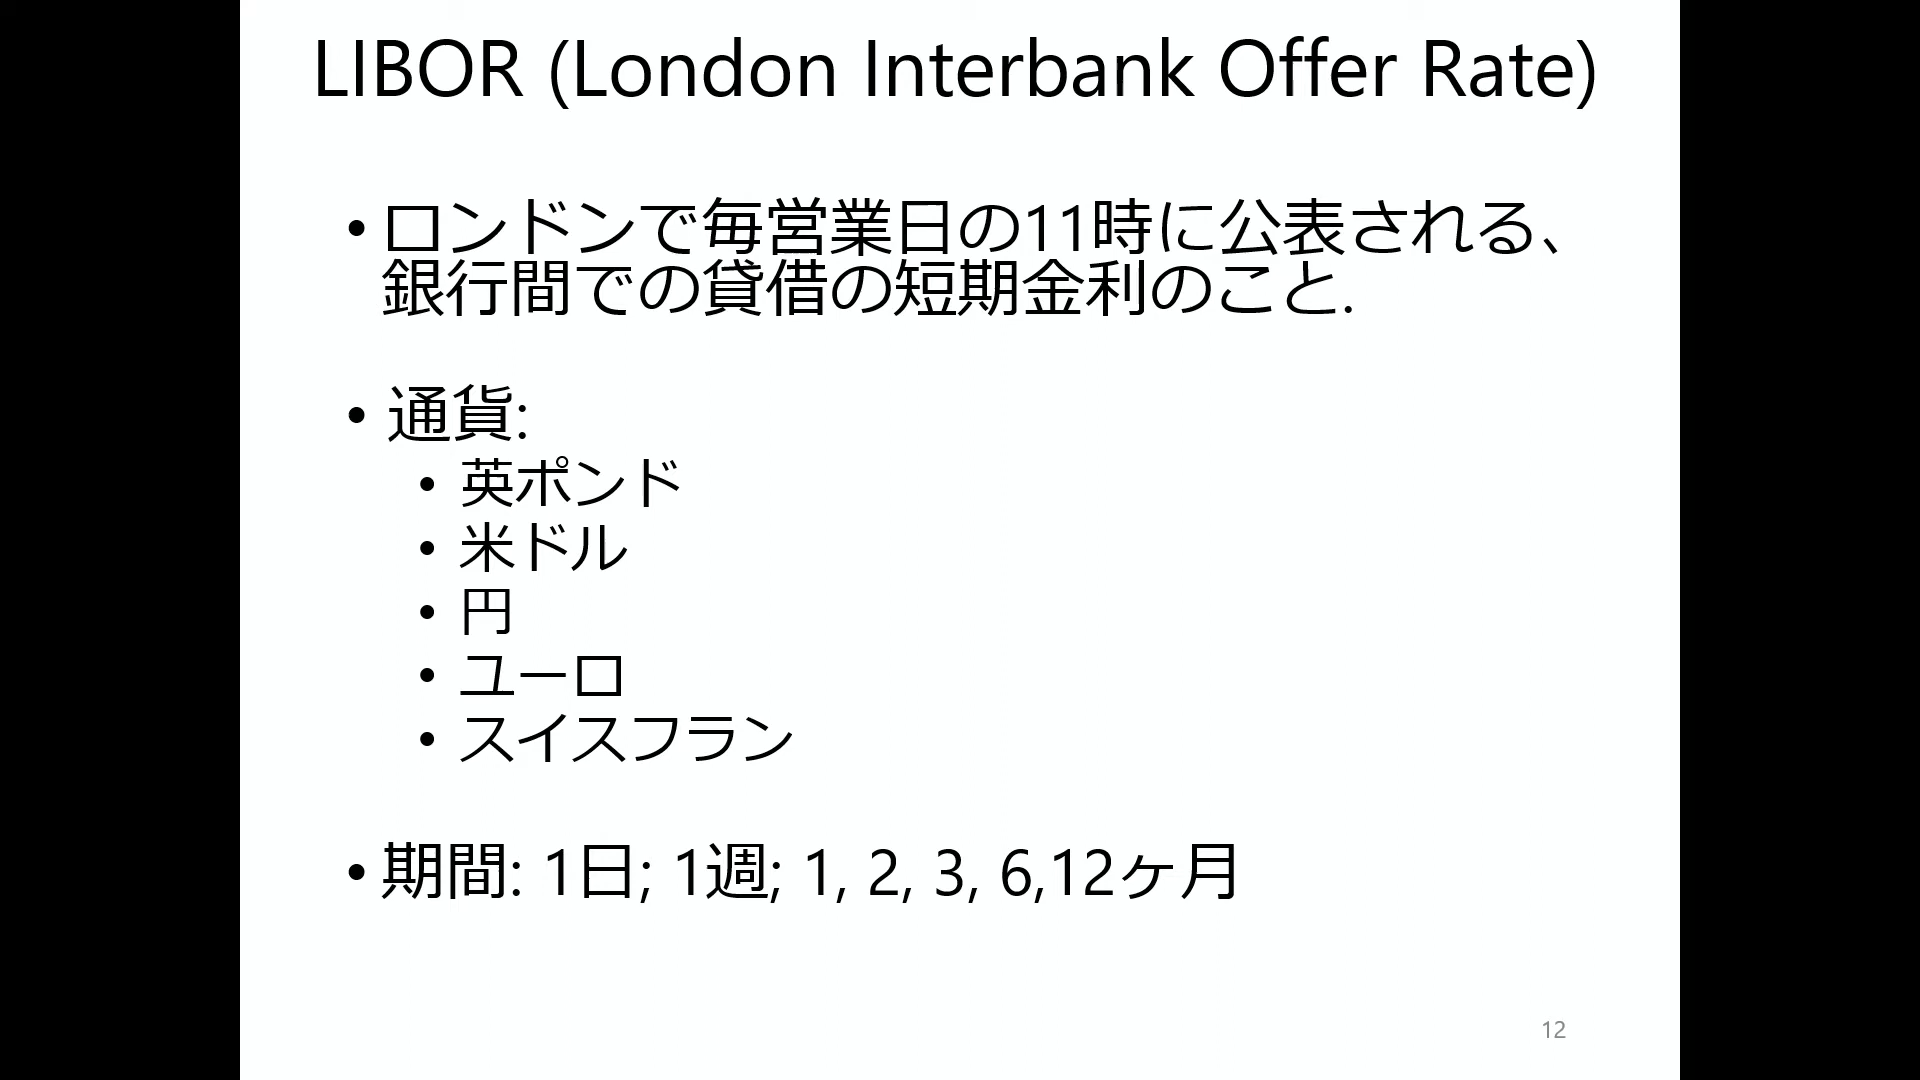 LIBOR (London Interbank Offer Rate)
• ロンドンで毎営業日の11時に公表される、
銀行間での貸借の短期金利のこと.
• 通貨:
• 英ポンド
• 米ドル
• 円
• ユーロ
• スイスフラン
• 期間: 1日; 1週; 1, 2, 3, 6,12ヶ月
12